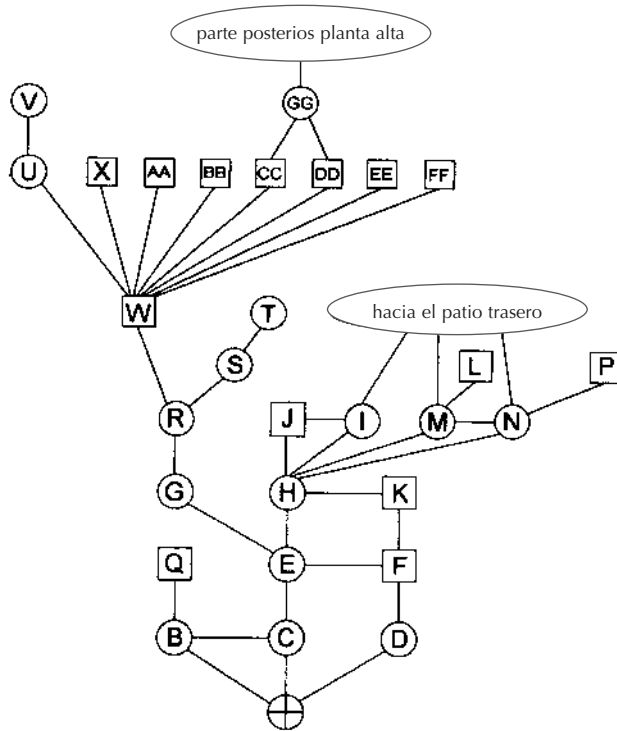 parte posterios planta alta
V
GG
U
X
AA
BB
CC
DD
EE
FF
W
T
hacia el patio trasero
S
L
P
R
J
I
M
N
G
H
K
Q
E
F
B
C
D